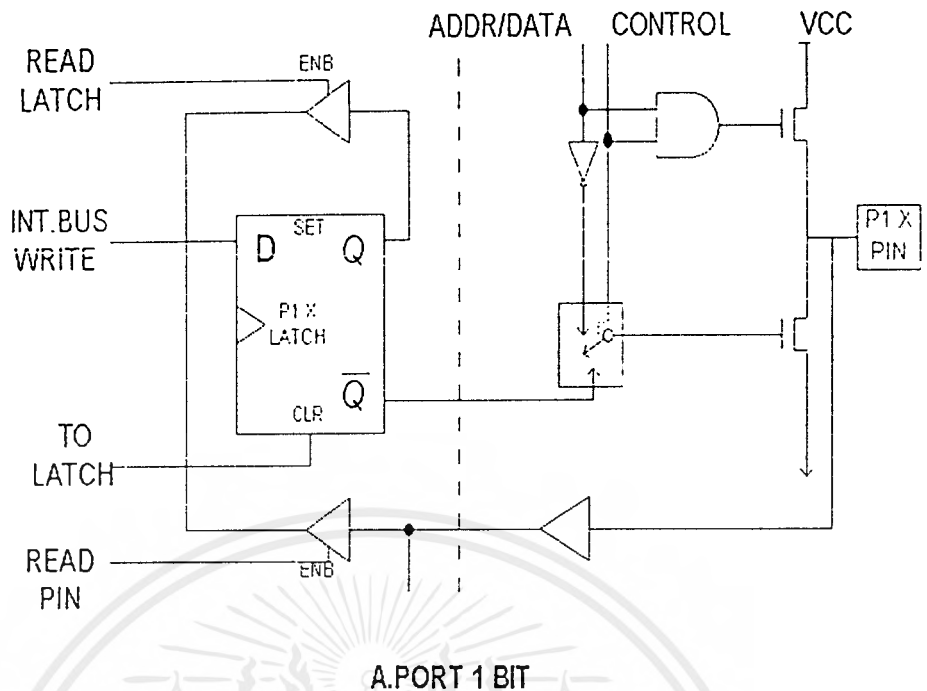 ADDR/DATA CONTROL VCC
READ
LATCH
ENB
INT.BUS
WRITE
SET
D Q
P1 X
LATCH
Q
CLR
P1 X
PIN
C
TO
LATCH
READ
PIN
ENB
A.PORT 1 BIT